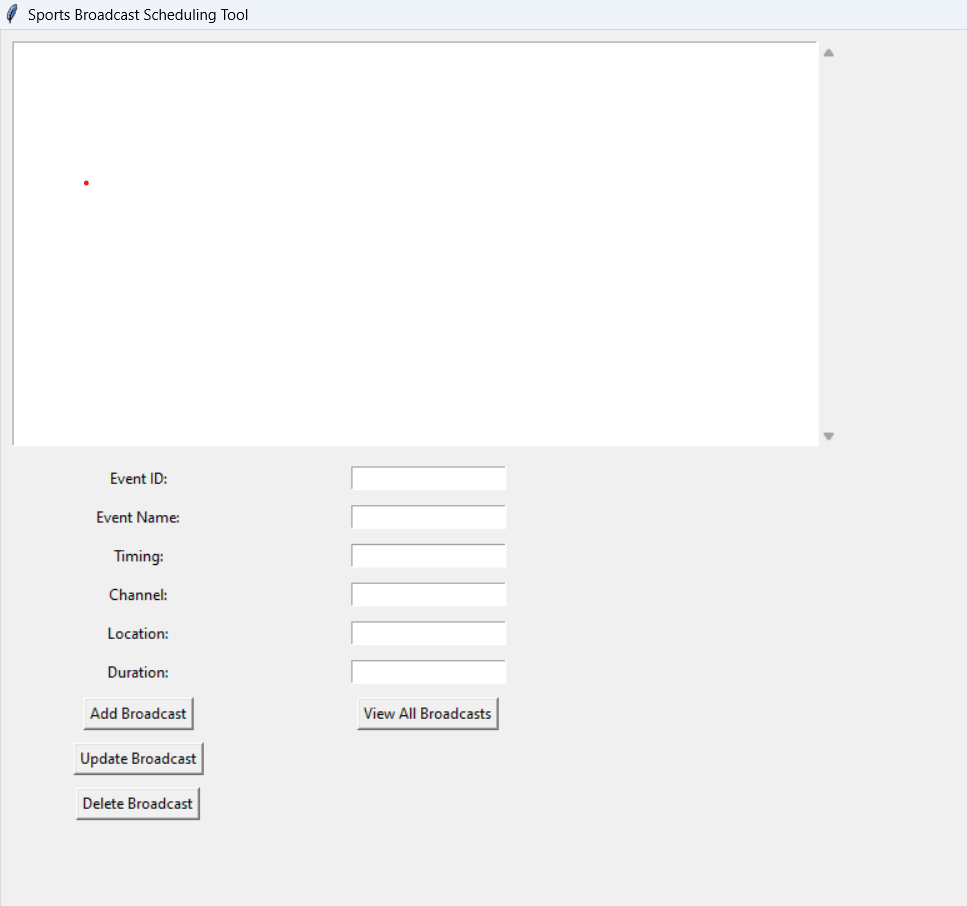 Sports Broadcast Scheduling Tool
Event ID:
Event Name:
Timing:
Channel:
Location:
Duration:
Add Broadcast View All Broadcasts
Update Broadcast
Delete Broadcast